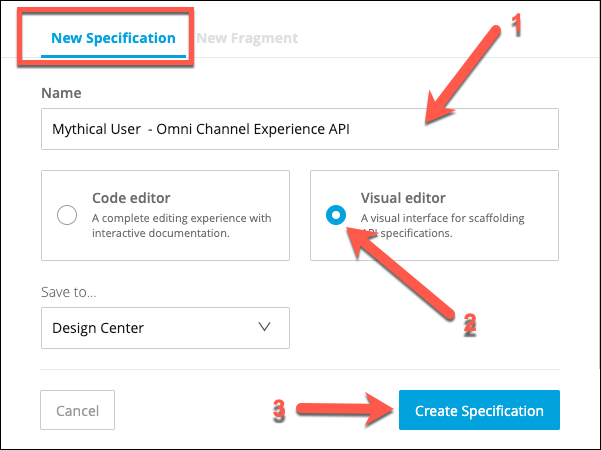 New Specification New Fragment
1
Name
Mythical User  - Omni Channel Experience API
Code editor
A complete editing experience with
interactive documentation.
Visual editor
A visual interface for scaffolding
API specifications.
2
Save to...
Design Center
Cancel
3
Create Specification